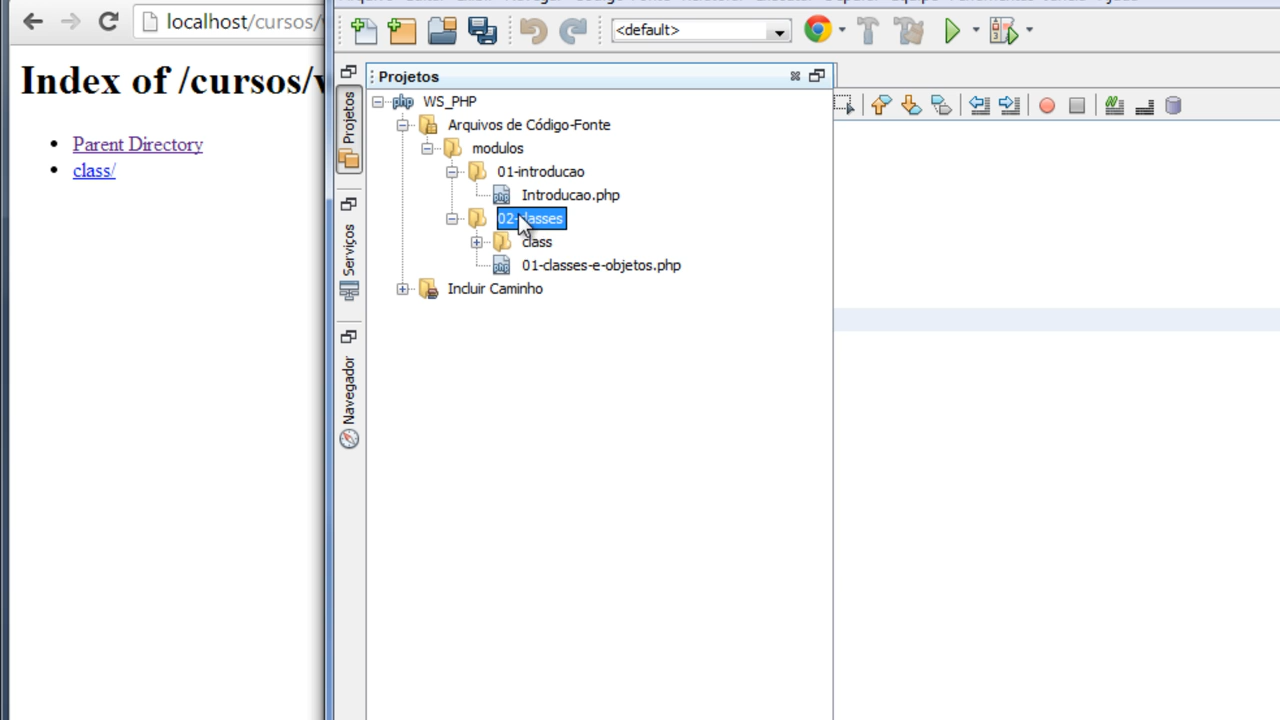 localhost/cursos/
<default>
Index of /cursos/
Parent Directory
class/
Projetos
Projetos
Serviços
Navegador
WS_PHP
Arquivos de Código-Fonte
modulos
01-introducao
Introducao.php
02-classes
class
01-classes-e-objetos.php
Incluir Caminho